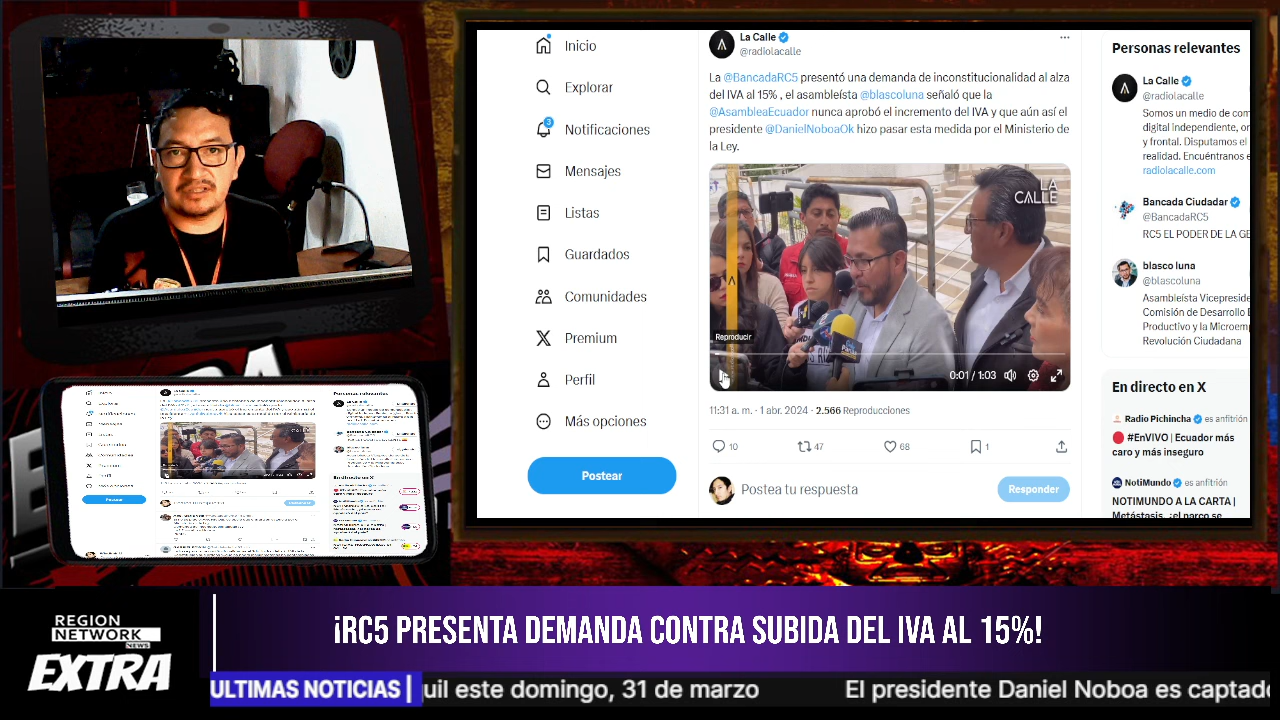 Inicio
Explorar
3
Notificaciones
Mensajes
Listas
Guardados
Comunidades
Premium
Perfil
Más opciones
Postear
La Calle
@radiolacalle
La @BancadaRC5 presentó una demanda de inconstitucionalidad al alza
del IVA al 15% , el asambleísta @blascoluna señaló que la
@AsambleaEcuador nunca aprobó el incremento del IVA y que aún así el
presidente @DanielNoboaOk hizo pasar esta medida por el Ministerio de
la Ley.
LA
CALLE
Reproducir
0:01 / 1:03
11:31 a. m. · 1 abr. 2024 · 2.566 Reproducciones
10
47
68
1
Postea tu respuesta
Responder
Personas relevantes
La Calle
@radiolacalle
Somos un medio de com
digital independiente, or
y frontal. Disputamos el
realidad. Encuéntranos e
radiolacalle.com
Bancada Ciudadar
@BancadaRC5
RC5 EL PODER DE LA GE
blasco luna
@blascoluna
Asambleísta Vicepreside
Comisión de Desarrollo E
Productivo y la Microemp
Revolución Ciudadana
En directo en X
Radio Pichincha es anfitrión
#EnVIVO | Ecuador más
caro y más inseguro
NotiMundo es anfitrión
NOTIMUNDO A LA CARTA |
Metástasis, ¿el parco se
REGION
NETWORK
NEWS
EXTRA
¡RC5 PRESENTA DEMANDA CONTRA SUBIDA DEL IVA AL 15%!
ULTIMAS NOTICIAS | uil este domingo, 31 de marzo El presidente Daniel Noboa es captado